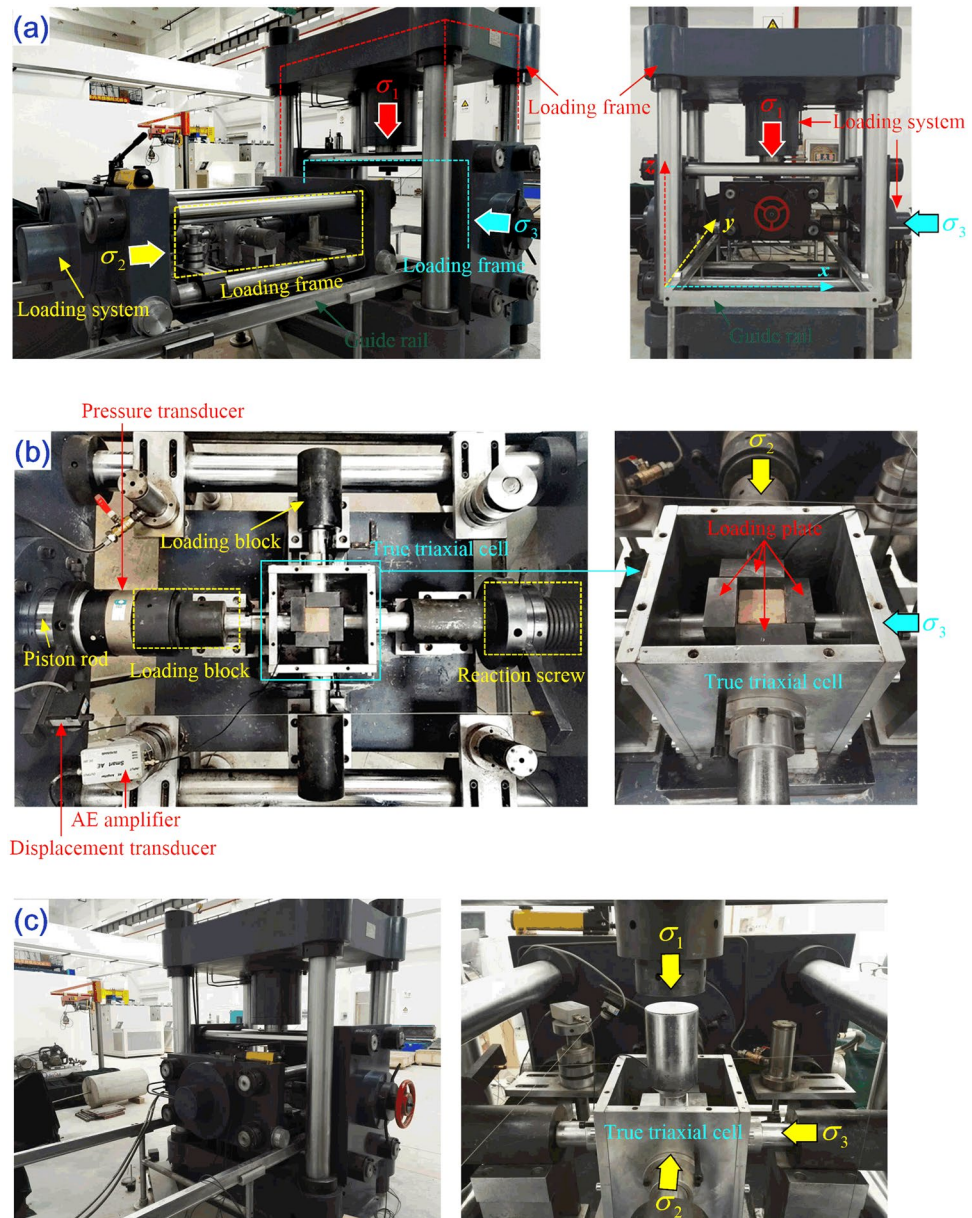 (a)
σ₁
Loading frame
σ₁
Loading system
z
σ₂
σ₃
y
σ₃
Loading frame
x
Loading frame
Loading system
Guide rail
Guide rail
Pressure transducer
(b)
σ₂
Loading block
True triaxial cell
Loading plate
σ₃
Piston rod
Loading block
Reaction screw
True triaxial cell
Smart AE
AE amplifier
Displacement transducer
(c)
σ₁
True triaxial cell
σ₃
σ₂